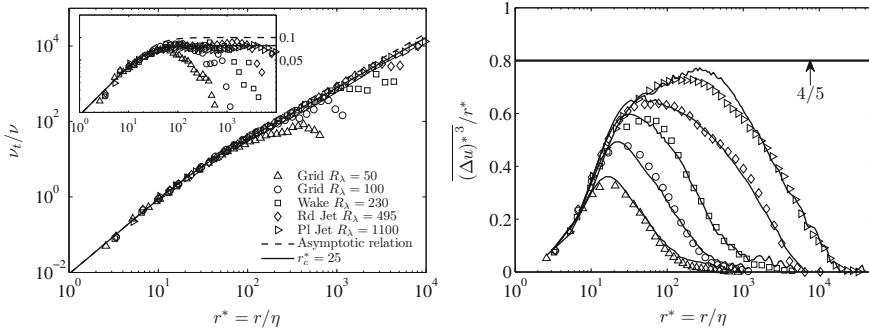 10^4
10^2
10^0
10^-2
ν_t/ν
0.1
0.05
10^0 10^1 10^2 10^3
Grid R_λ = 50
Grid R_λ = 100
Wake R_λ = 230
Rd Jet R_λ = 495
Pl Jet R_λ = 1100
Asymptotic relation
r_c^* = 25
10^0 10^1 10^2 10^3 10^4
r^* = r/η
1
0.8
0.6
0.4
0.2
0
(Δu)^{*3}/r^*
4/5
10^0 10^1 10^2 10^3 10^4
r^* = r/η